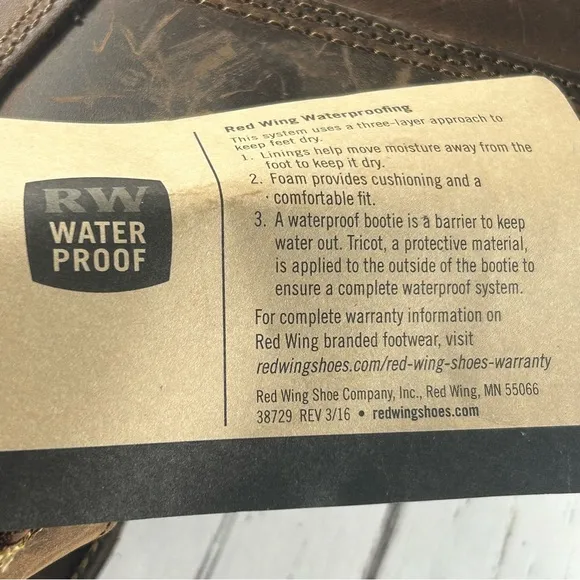 RW
WATER
PROOF
Red Wing Waterproofing
This system uses a three-layer approach to
keep feet dry.
1. Linings help move moisture away from the
foot to keep it dry.
2. Foam provides cushioning and a
comfortable fit.
3. A waterproof bootie is a barrier to keep
water out. Tricot, a protective material,
is applied to the outside of the bootie to
ensure a complete waterproof system.
For complete warranty information on
Red Wing branded footwear, visit
redwingshoes.com/red-wing-shoes-warranty
Red Wing Shoe Company, Inc., Red Wing, MN 55066
38729 REV 3/16 • redwingshoes.com